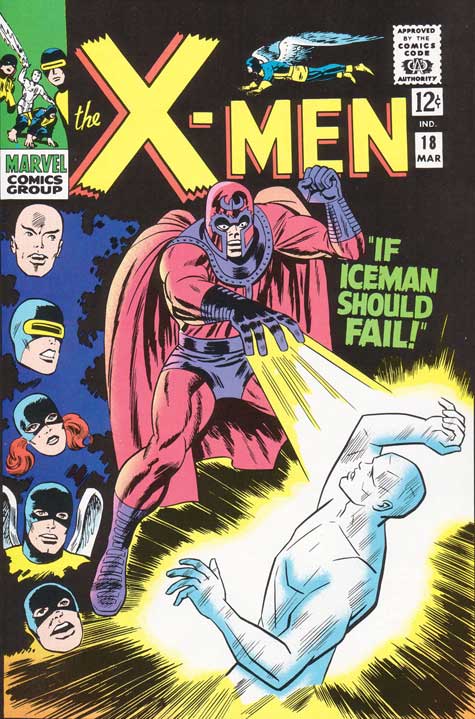 APPROVED
BY THE
COMICS
CODE
AUTHORITY
the X-MEN
12¢
IND.
18
MAR
MARVEL
COMICS
GROUP
"IF
ICEMAN
SHOULD
FAIL!"